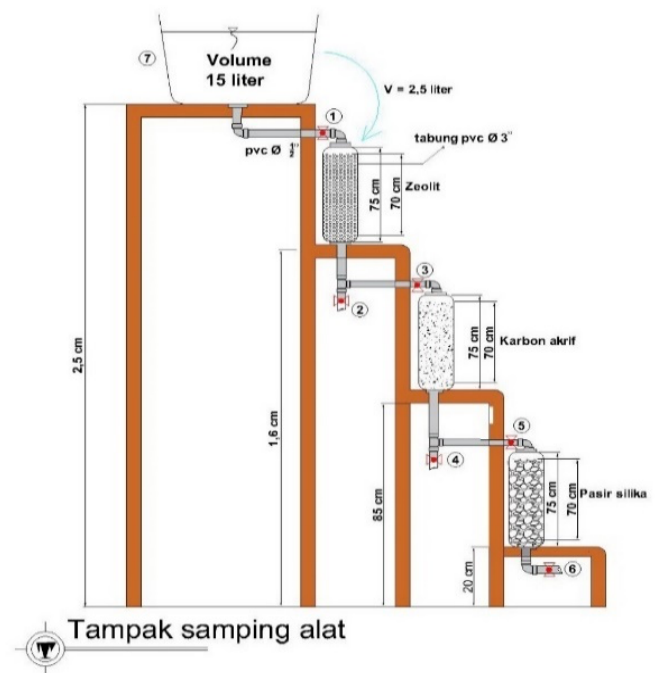 7
Volume
15 liter
V = 2,5 liter
1
tabung pvc Ø 3"
pvc Ø
75 cm
70 cm
Zeolit
3
2
75 cm
70 cm
Karbon akrif
2,5 cm
1,6 cm
5
4
85 cm
75 cm
70 cm
Pasir silika
20 cm
6
Tampak samping alat